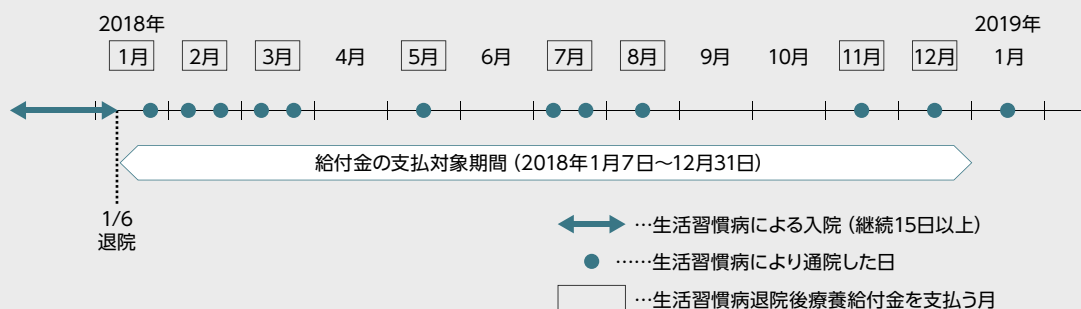 2018年 2019年
1月 2月 3月 4月 5月 6月 7月 8月 9月 10月 11月 12月 1月
給付金の支払対象期間（2018年1月7日～12月31日）
1/6
退院
…生活習慣病による入院（継続15日以上）
……生活習慣病により通院した日
…生活習慣病退院後療養給付金を支払う月